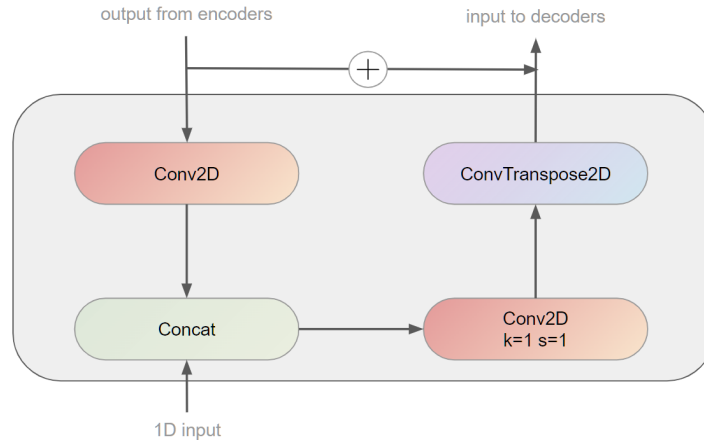 output from encoders
input to decoders
+
Conv2D
ConvTranspose2D
Concat
Conv2D
k=1 s=1
1D input